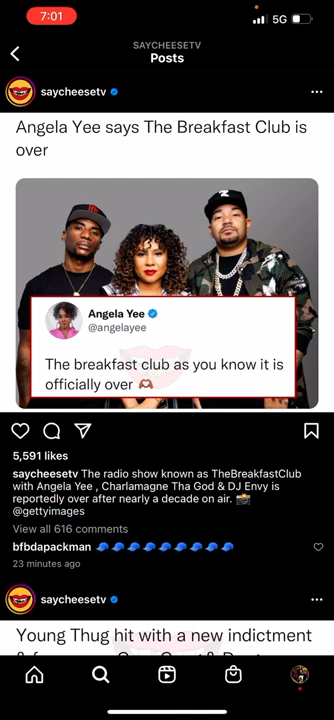 7:01
5G
SAYCHEESETV
Posts
saycheesetv
Angela Yee says The Breakfast Club is
over
Angela Yee
@angelayee
The breakfast club as you know it is
officially over 🫶🏽
5,591 likes
saycheesetv The radio show known as TheBreakfastClub
with Angela Yee , Charlamagne Tha God & DJ Envy is
reportedly over after nearly a decade on air. 📸
@gettyimages
View all 616 comments
bfbdapackman 🧢🧢🧢🧢🧢🧢🧢🧢🧢
23 minutes ago
saycheesetv
Young Thug hit with a new indictment